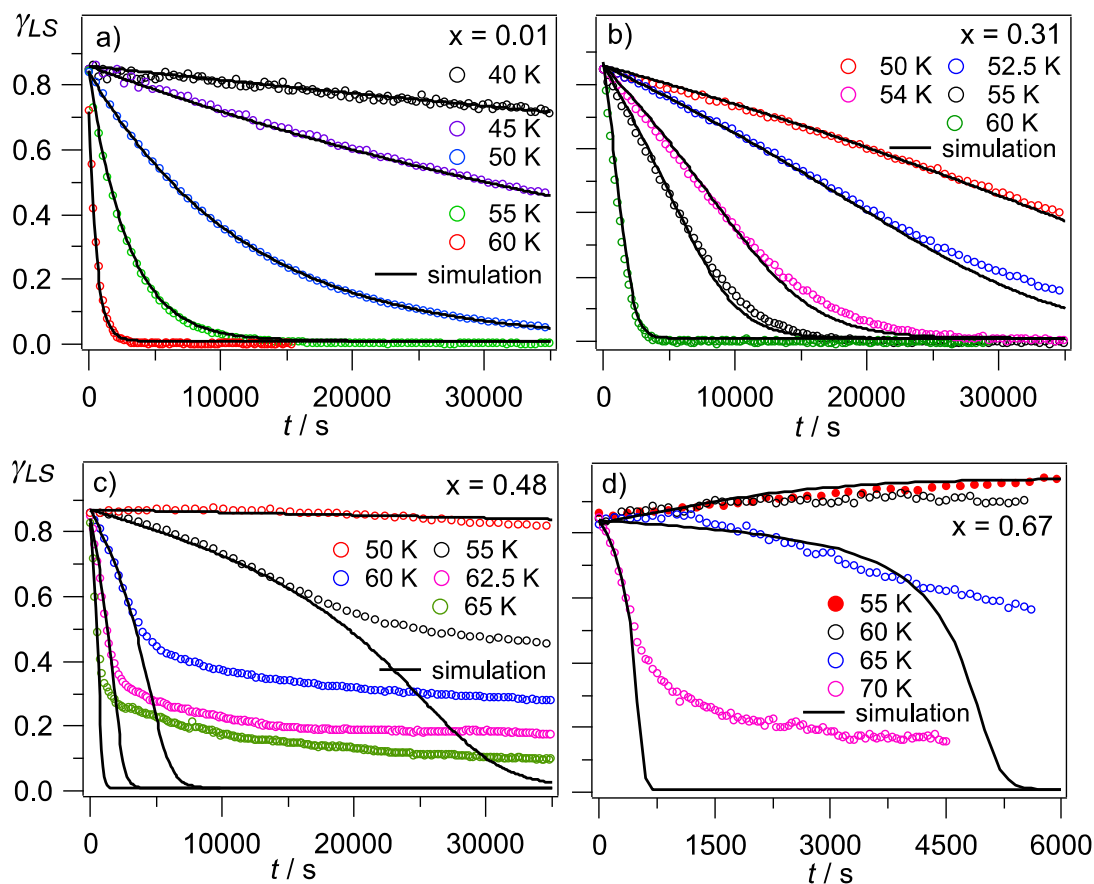 γLS
a)
x = 0.01
40 K
45 K
50 K
55 K
60 K
simulation
0.8
0.6
0.4
0.2
0.0
0
10000
20000
30000
t / s
b)
x = 0.31
50 K
52.5 K
54 K
55 K
60 K
simulation
0
10000
20000
30000
t / s
γLS
c)
x = 0.48
50 K
55 K
60 K
62.5 K
65 K
simulation
0.8
0.6
0.4
0.2
0.0
0
10000
20000
30000
t / s
d)
x = 0.67
55 K
60 K
65 K
70 K
simulation
0
1500
3000
4500
6000
t / s